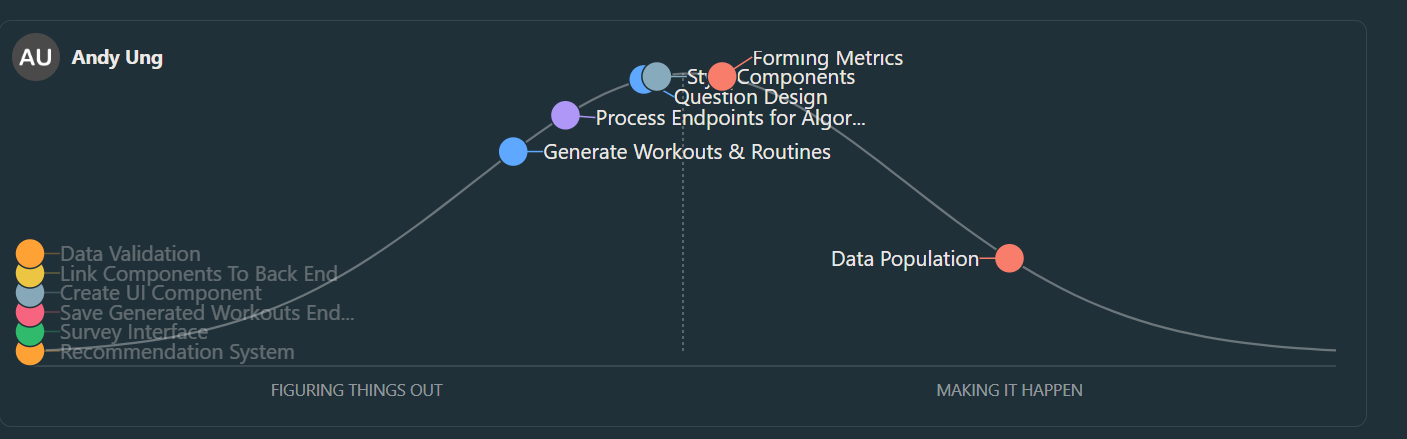 AU
Andy Ung
Forming Metrics
Components
Question Design
Process Endpoints for Algor...
Generate Workouts & Routines
Data Validation
Link Components To Back End
Create UI Component
Save Generated Workouts End...
Survey Interface
Recommendation System
Data Population
FIGURING THINGS OUT
MAKING IT HAPPEN